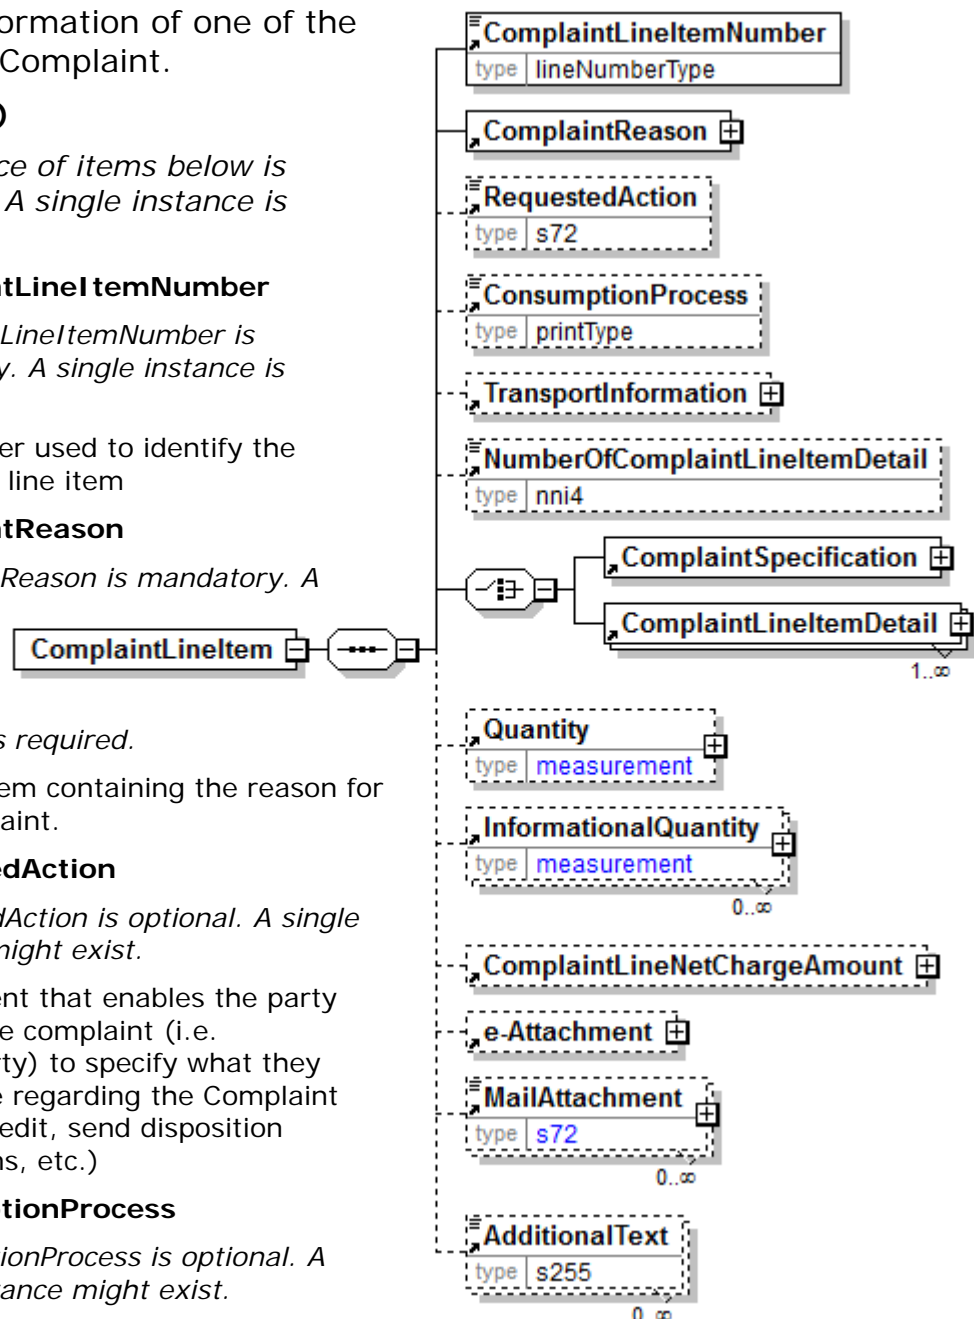 ormation of one of the
Complaint.
)
ce of items below is
A single instance is
tLineItemNumber
LineItemNumber is
y. A single instance is
er used to identify the
line item
tReason
Reason is mandatory. A
s required.
em containing the reason for
aint.
edAction
dAction is optional. A single
might exist.
ent that enables the party
e complaint (i.e.
rty) to specify what they
e regarding the Complaint
edit, send disposition
ns, etc.)
otionProcess
ionProcess is optional. A
tance might exist.
ComplaintLineItem
ComplaintLineItemNumber
type lineNumberType
ComplaintReason
RequestedAction
type s72
ConsumptionProcess
type printType
TransportInformation
NumberOfComplaintLineItemDetail
type nni4
ComplaintSpecification
ComplaintLineItemDetail
1..∞
Quantity
type measurement
InformationalQuantity
type measurement
0..∞
ComplaintLineNetChargeAmount
e-Attachment
MailAttachment
type s72
0..∞
AdditionalText
type s255
0..∞